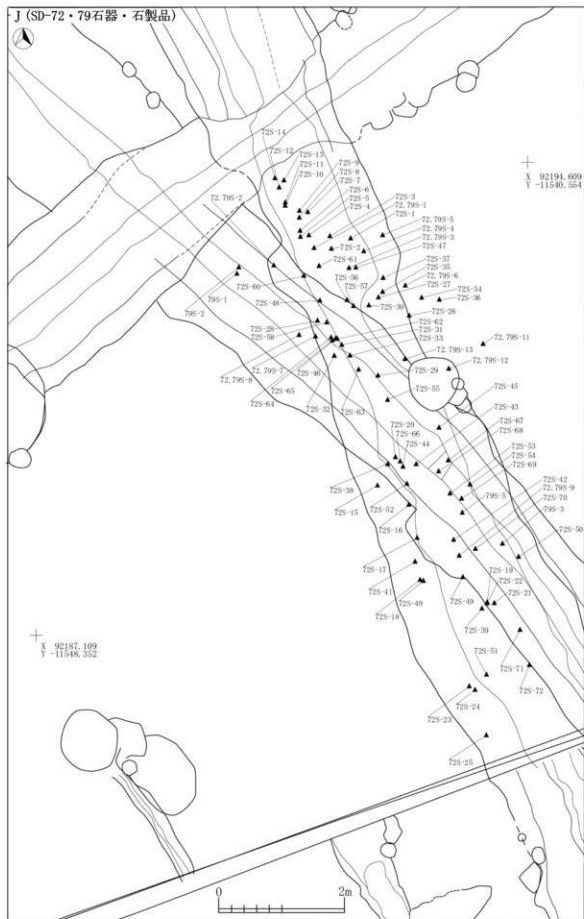 J (SD-72・79石器・石製品)
72S-14
72S-12
72S-13
72S-11
72S-10
72S-9
72S-8
72S-7
72S-6
72S-5
72S-4
72.79S-2
72S-3
72.79S-1
72S-1
X 92194.609
Y -11540.554
72.79S-5
72.79S-4
72.79S-3
72S-47
72S-2
72S-61
72S-56
72S-57
72S-37
72S-35
72.79S-6
72S-27
72S-34
72S-36
72S-60
79S-1
79S-2
72S-48
72S-30
72S-26
72S-62
72S-31
72S-33
72S-28
72S-58
72.79S-11
72.79S-13
72.79S-12
72.79S-7
72.79S-8
72S-46
72S-29
72S-65
72S-64
72S-32
72S-63
72S-55
72S-45
72S-43
72S-20
72S-66
72S-44
72S-67
72S-68
72S-53
72S-54
72S-69
72S-38
72S-42
72.79S-9
72S-15
72S-52
79S-5
72S-70
79S-3
72S-50
72S-16
72S-17
72S-41
72S-40
72S-18
72S-49
72S-19
72S-22
72S-21
72S-39
72S-51
72S-71
72S-72
X 92187.109
Y -11548.352
72S-24
72S-23
72S-25
0 2m